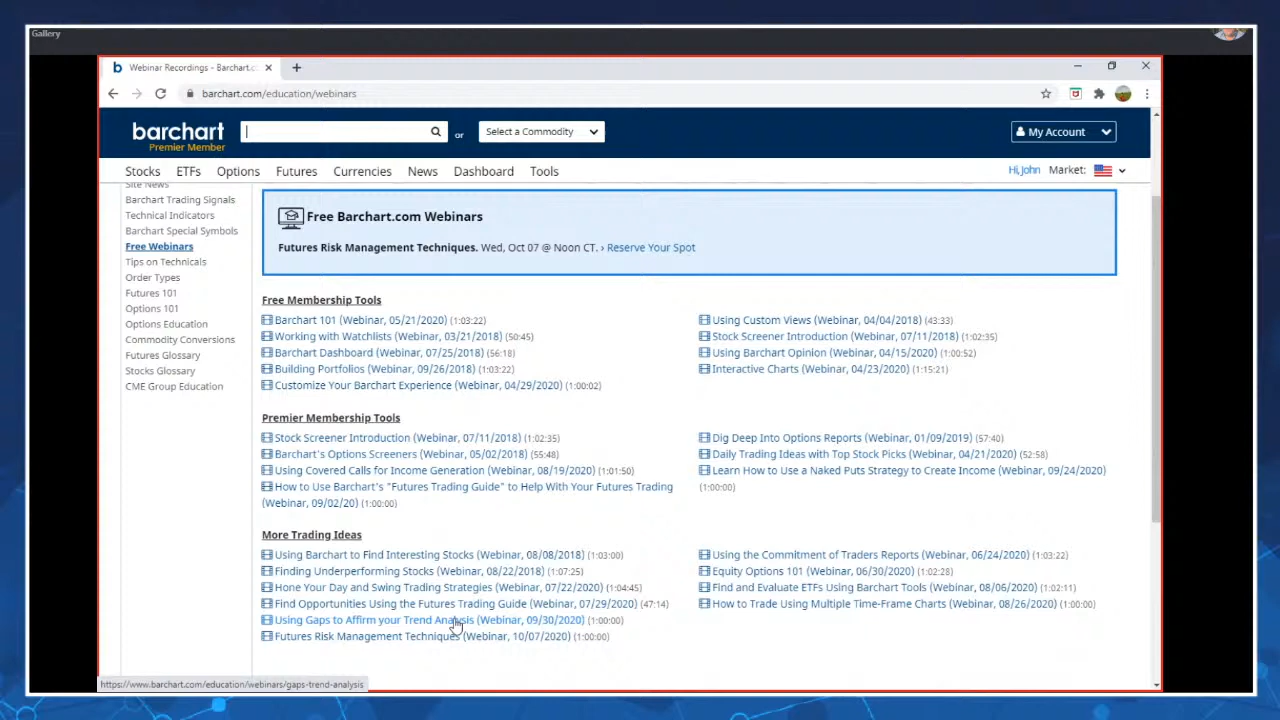 Gallery
Webinar Recordings - Barchart.c
barchart.com/education/webinars
barchart
Premier Member
or
Select a Commodity
My Account
Stocks ETFs Options Futures Currencies News Dashboard Tools
Hi, John Market:
Site News
Barchart Trading Signals
Technical Indicators
Barchart Special Symbols
Free Webinars
Tips on Technicals
Order Types
Futures 101
Options 101
Options Education
Commodity Conversions
Futures Glossary
Stocks Glossary
CME Group Education
Free Barchart.com Webinars
Futures Risk Management Techniques. Wed, Oct 07 @ Noon CT. › Reserve Your Spot
Free Membership Tools
Barchart 101 (Webinar, 05/21/2020) (1:03:22)
Working with Watchlists (Webinar, 03/21/2018) (50:45)
Barchart Dashboard (Webinar, 07/25/2018) (56:18)
Building Portfolios (Webinar, 09/26/2018) (1:03:22)
Customize Your Barchart Experience (Webinar, 04/29/2020) (1:00:02)
Using Custom Views (Webinar, 04/04/2018) (43:33)
Stock Screener Introduction (Webinar, 07/11/2018) (1:02:35)
Using Barchart Opinion (Webinar, 04/15/2020) (1:00:52)
Interactive Charts (Webinar, 04/23/2020) (1:15:21)
Premier Membership Tools
Stock Screener Introduction (Webinar, 07/11/2018) (1:02:35)
Barchart's Options Screeners (Webinar, 05/02/2018) (55:48)
Using Covered Calls for Income Generation (Webinar, 08/19/2020) (1:01:50)
How to Use Barchart's "Futures Trading Guide" to Help With Your Futures Trading
(Webinar, 09/02/20) (1:00:00)
Dig Deep Into Options Reports (Webinar, 01/09/2019) (57:40)
Daily Trading Ideas with Top Stock Picks (Webinar, 04/21/2020) (52:58)
Learn How to Use a Naked Puts Strategy to Create Income (Webinar, 09/24/2020)
(1:00:00)
More Trading Ideas
Using Barchart to Find Interesting Stocks (Webinar, 08/08/2018) (1:03:00)
Finding Underperforming Stocks (Webinar, 08/22/2018) (1:07:25)
Hone Your Day and Swing Trading Strategies (Webinar, 07/22/2020) (1:04:45)
Find Opportunities Using the Futures Trading Guide (Webinar, 07/29/2020) (47:14)
Using Gaps to Affirm your Trend Analysis (Webinar, 09/30/2020) (1:00:00)
Futures Risk Management Techniques (Webinar, 10/07/2020) (1:00:00)
Using the Commitment of Traders Reports (Webinar, 06/24/2020) (1:03:22)
Equity Options 101 (Webinar, 06/30/2020) (1:02:28)
Find and Evaluate ETFs Using Barchart Tools (Webinar, 08/06/2020) (1:02:11)
How to Trade Using Multiple Time-Frame Charts (Webinar, 08/26/2020) (1:00:00)
https://www.barchart.com/education/webinars/gaps-trend-analysis